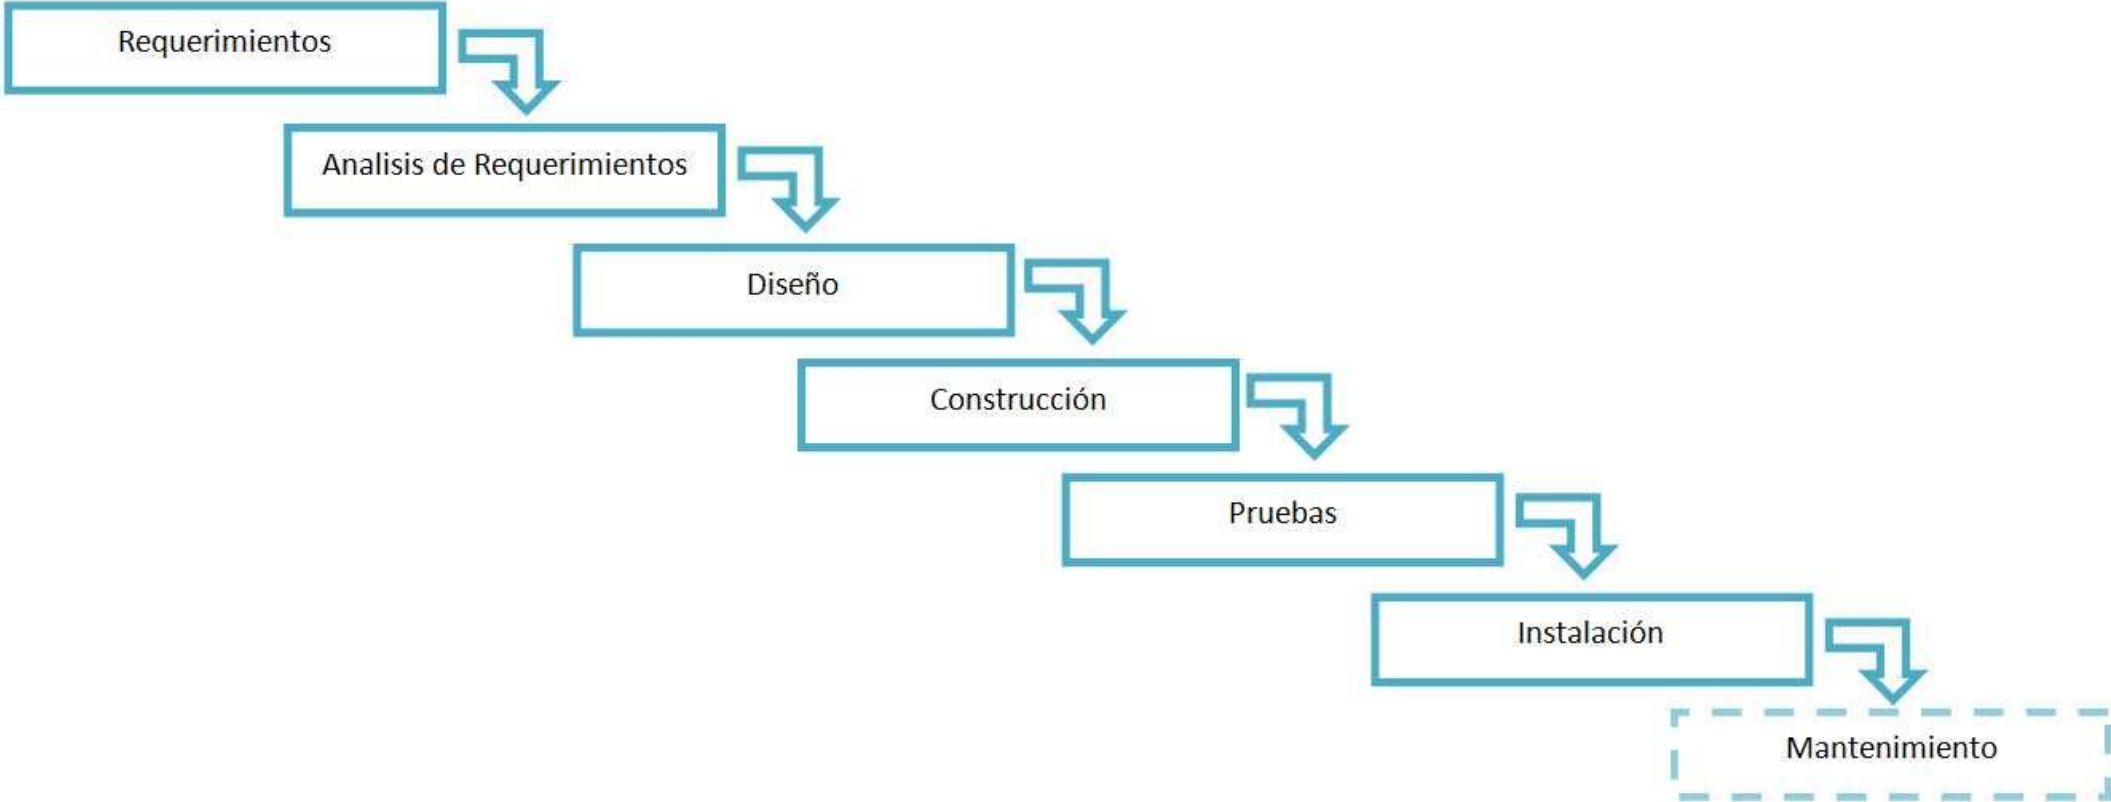 Requerimientos
Analisis de Requerimientos
Diseño
Construcción
Pruebas
Instalación
Mantenimiento